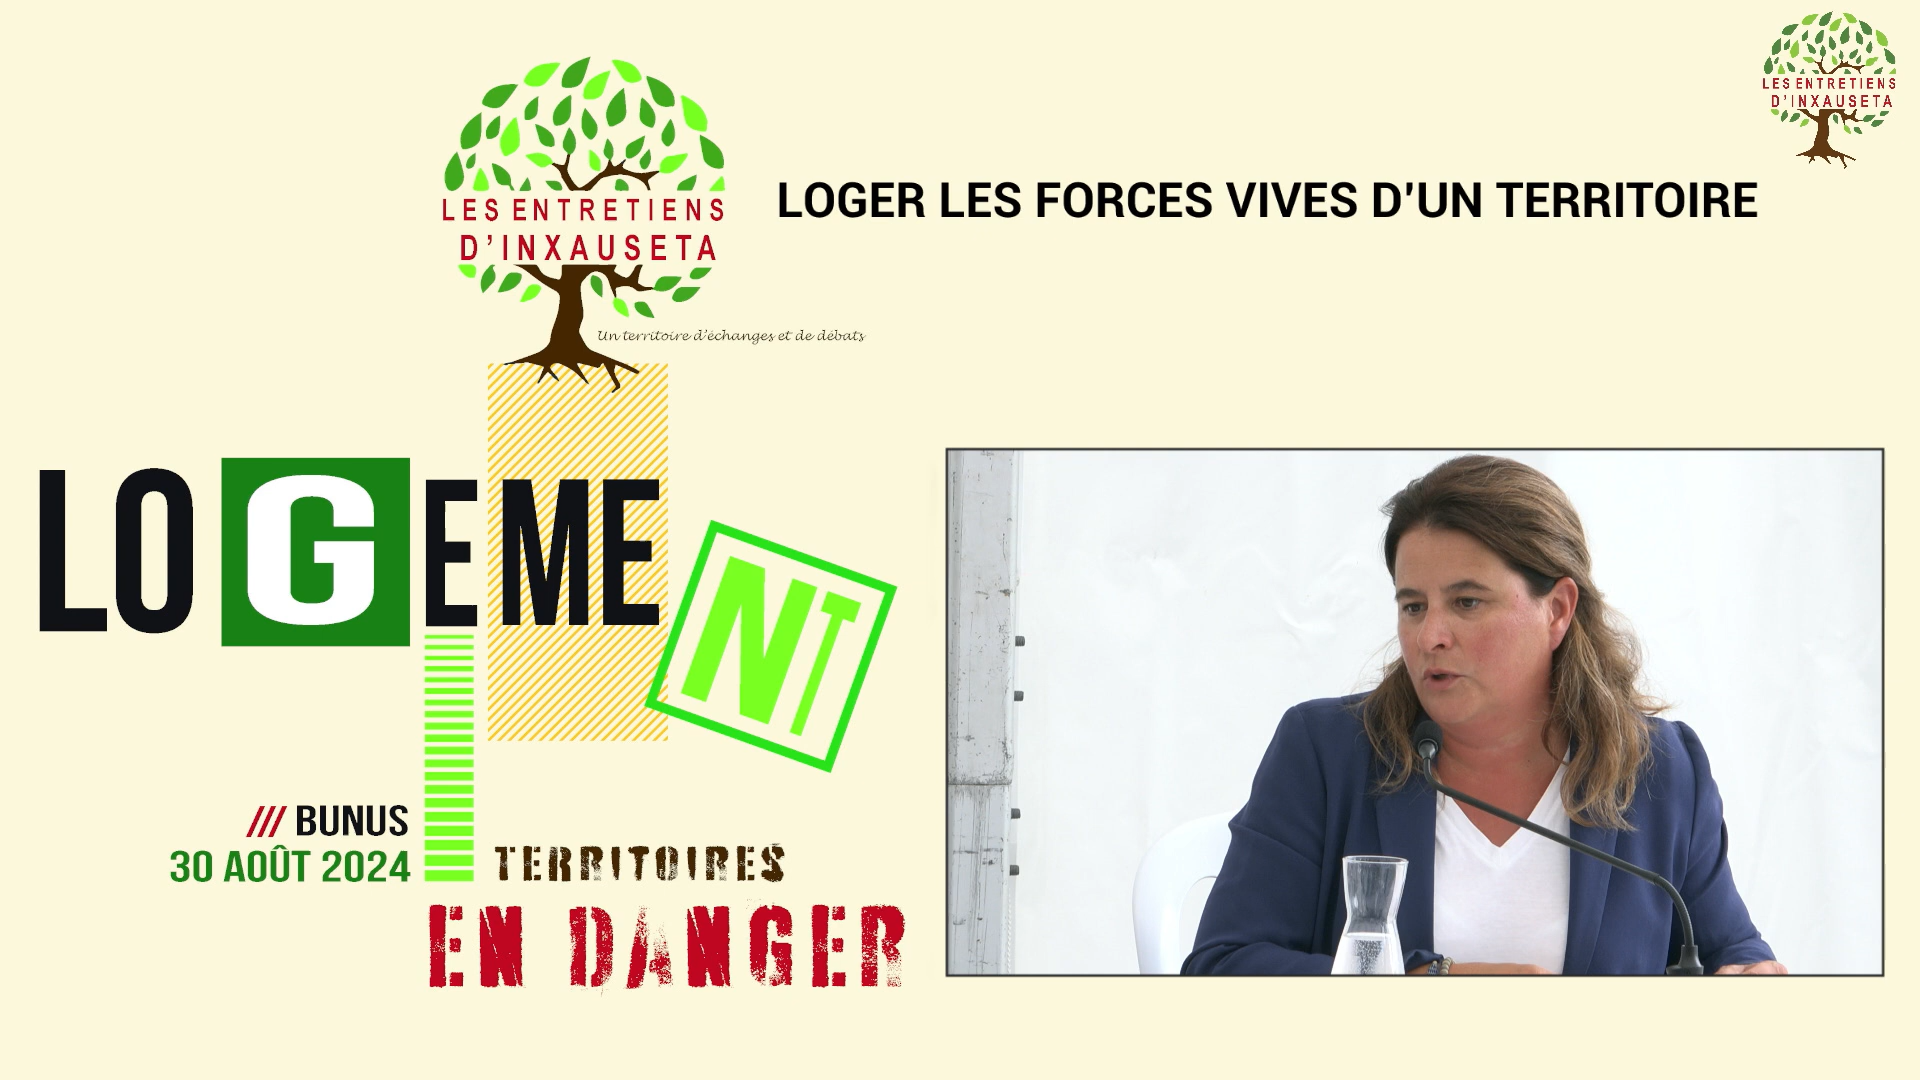 LES ENTRETIENS
D'INXAUSETA
Un territoire d'échanges et de débats
LOGER LES FORCES VIVES D'UN TERRITOIRE
LES ENTRETIENS
D'INXAUSETA
LOGEMENT
/// BUNUS
30 AOÛT 2024
TERRITOIRES
EN DANGER